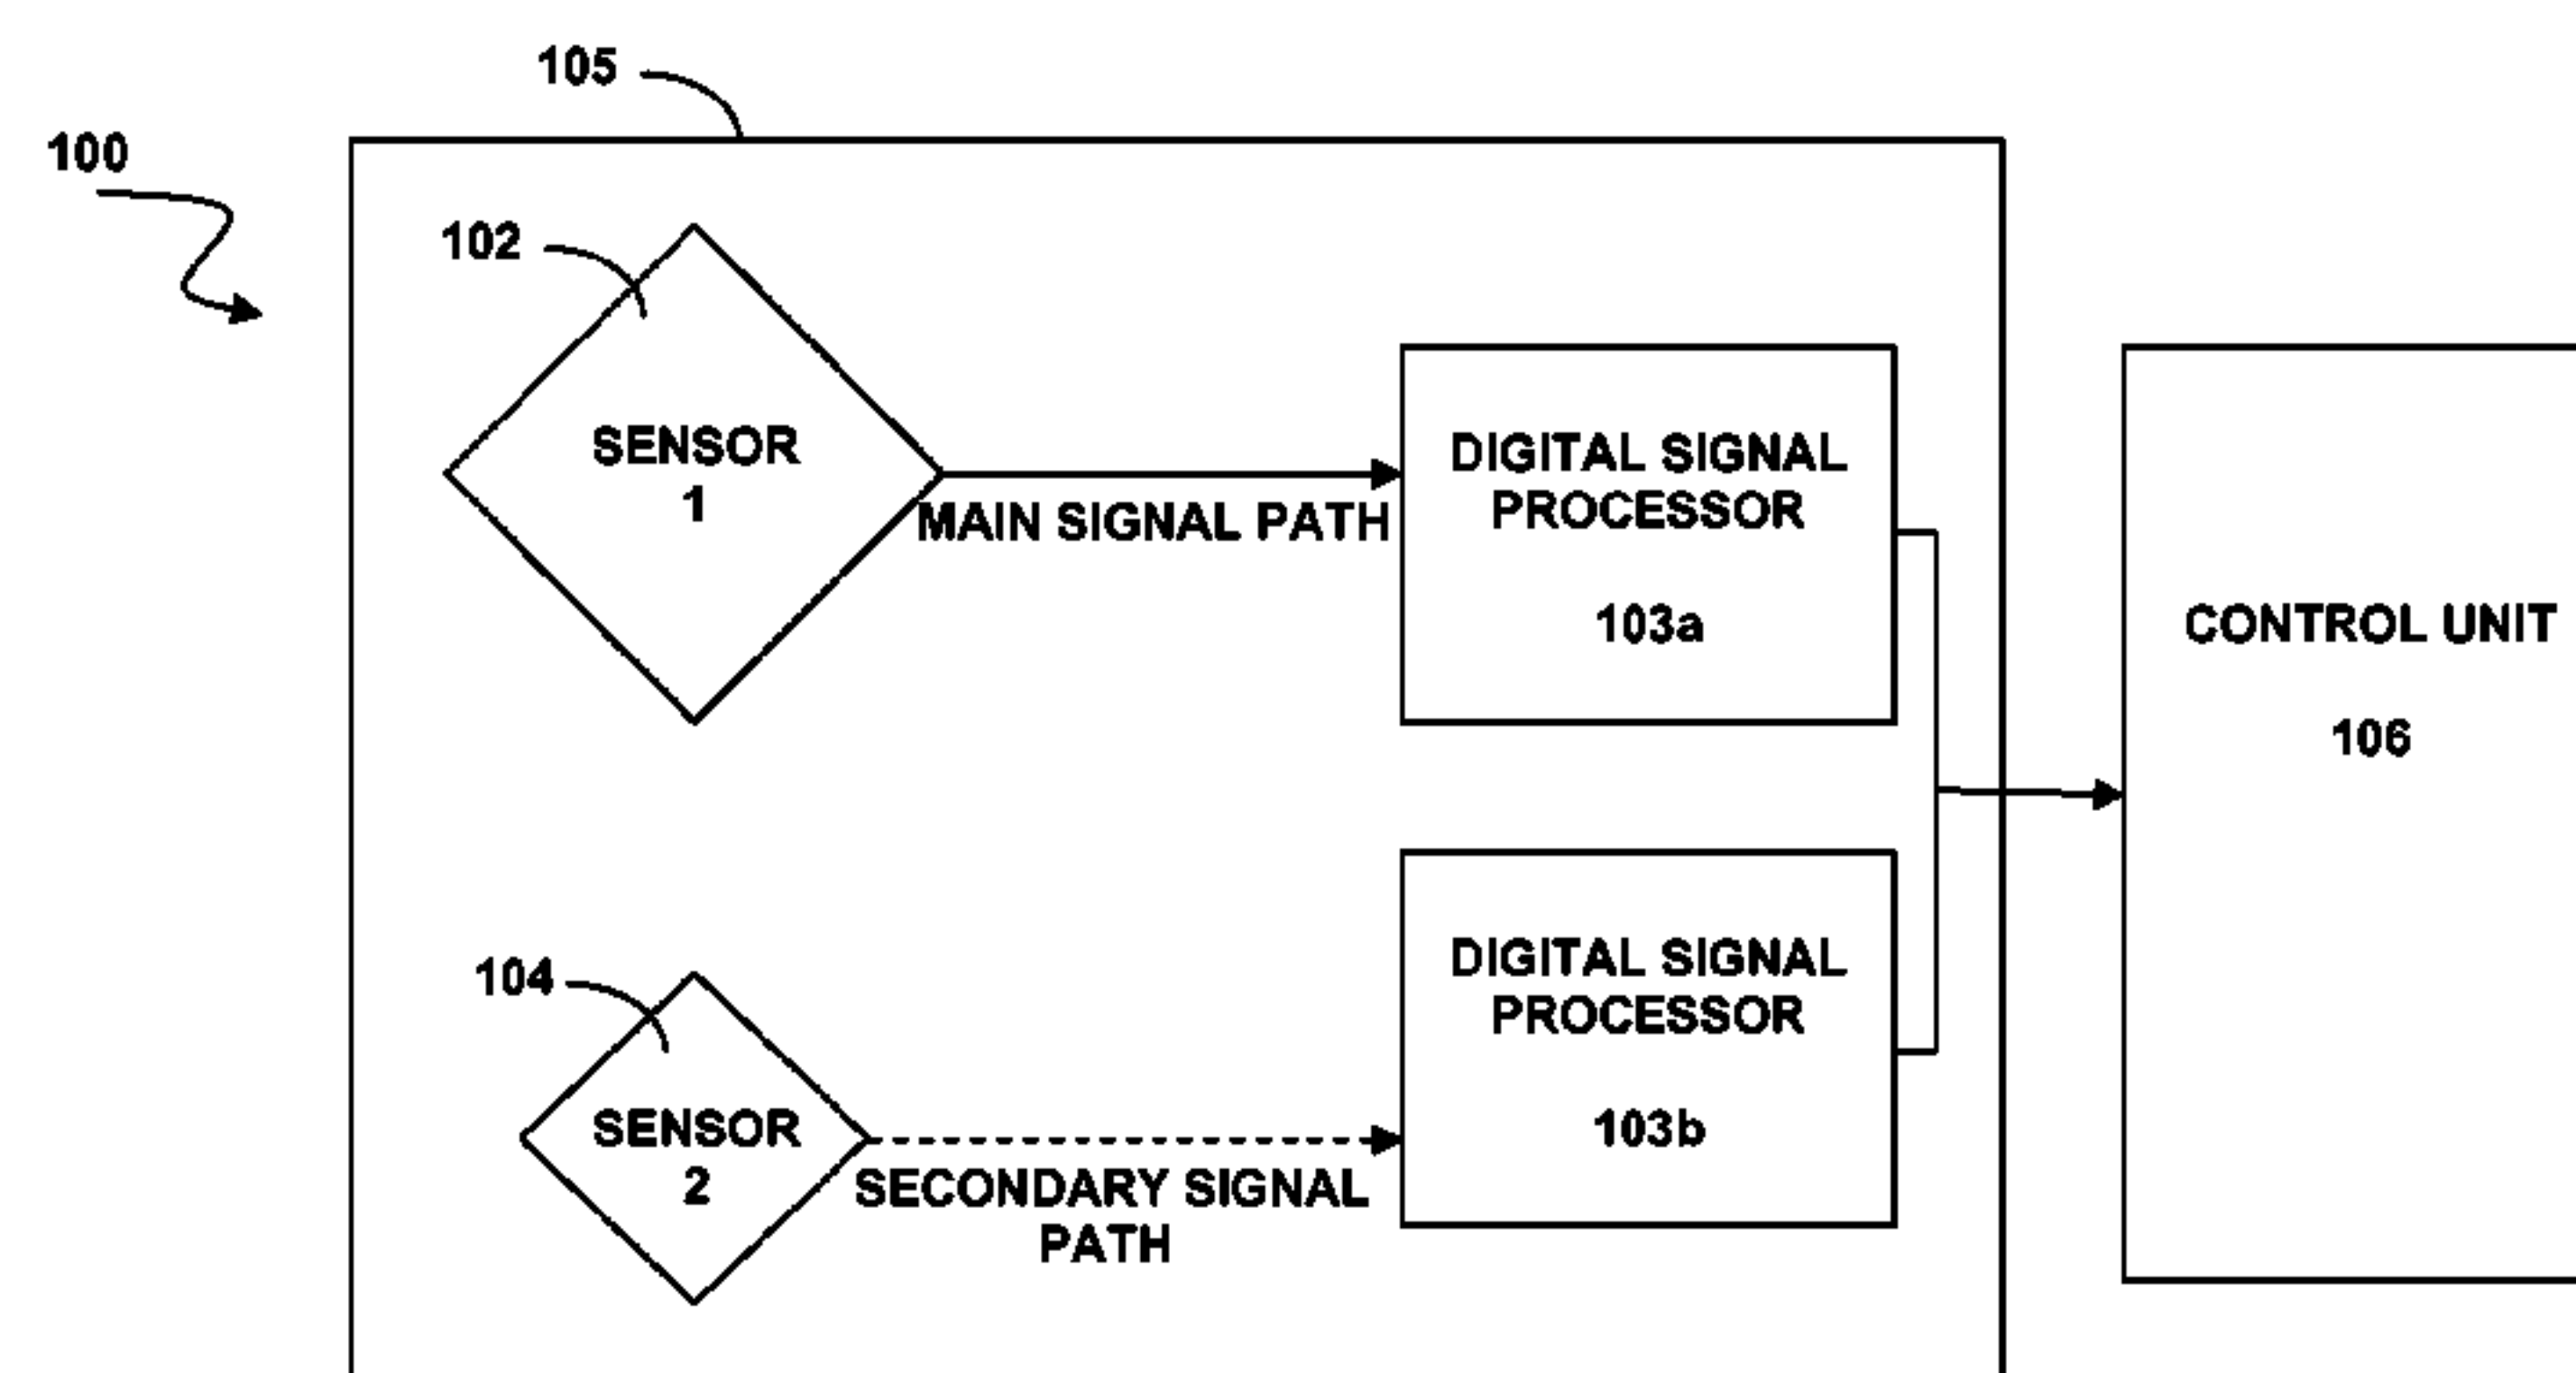 105
100
102
SENSOR
1
MAIN SIGNAL PATH
DIGITAL SIGNAL
PROCESSOR
103a
CONTROL UNIT
106
104
SENSOR
2
SECONDARY SIGNAL
PATH
DIGITAL SIGNAL
PROCESSOR
103b